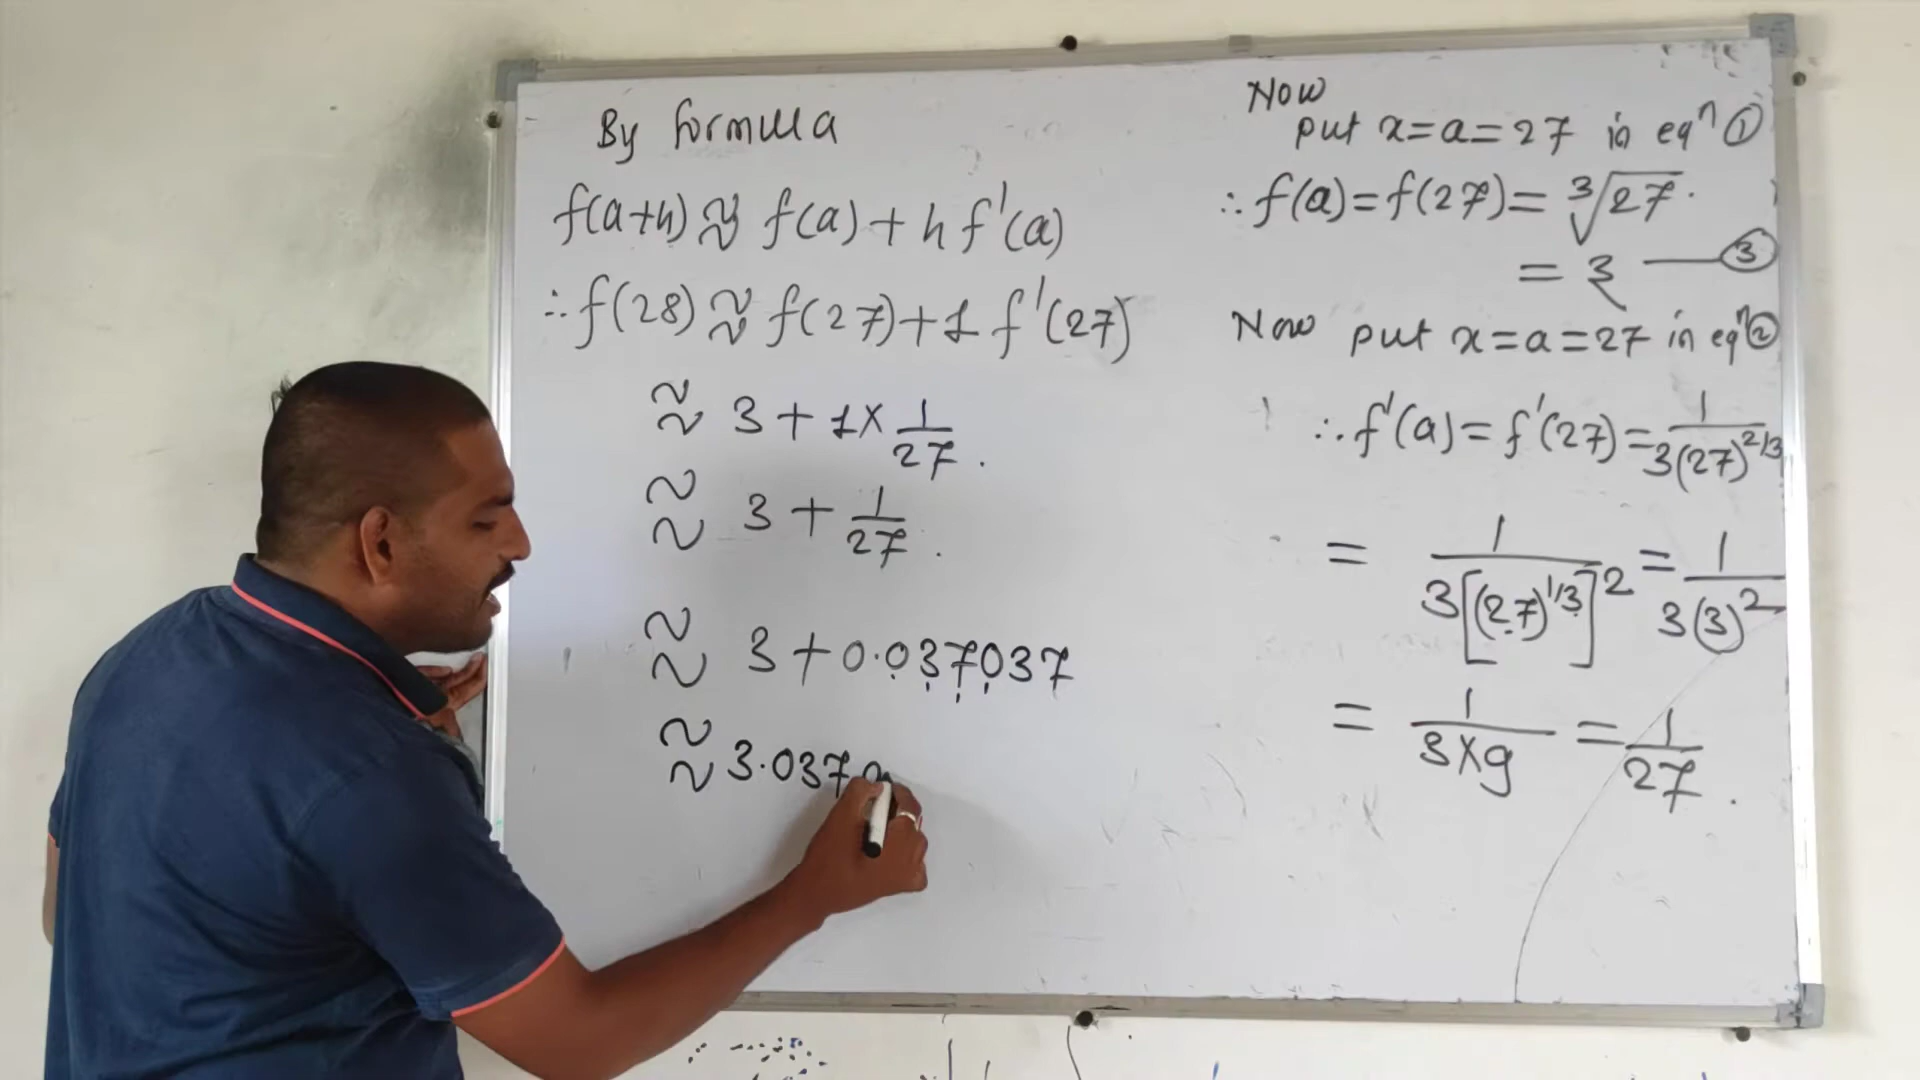 By formula
f(a+h) ≈ f(a) + h f'(a)
∴ f(28) ≈ f(27) + 1 f'(27)
≈ 3 + 1 × 1/27 .
≈ 3 + 1/27 .
≈ 3 + 0.037037
≈ 3.0370
Now
put x = a = 27 in eqⁿ ①
∴ f(a) = f(27) = ∛27 .
= 3 — ③
Now put x = a = 27 in eqⁿ ②
∴ f'(a) = f'(27) = 1/3(27)^2/3
= 1/3[(27)^1/3]^2 = 1/3(3)^2
= 1/3×9 = 1/27 .